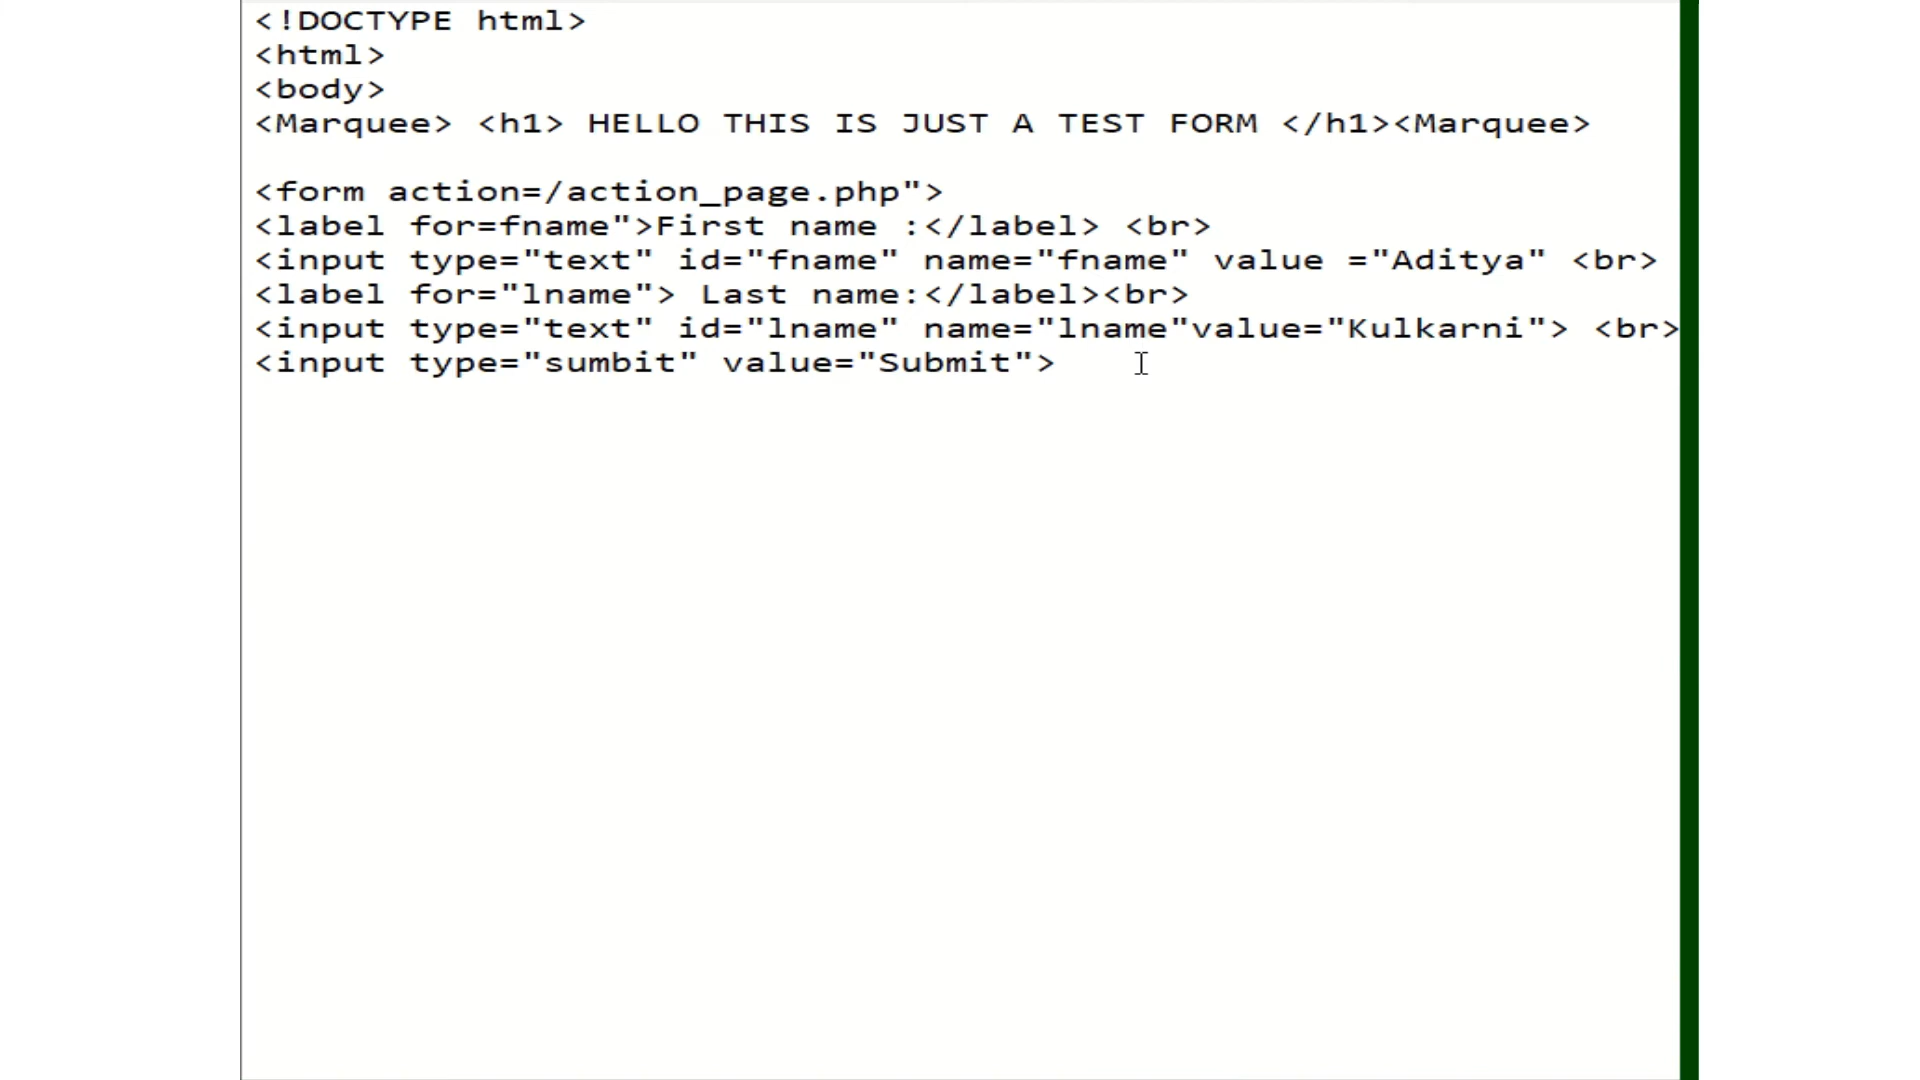 <!DOCTYPE html>
<html>
<body>
<Marquee> <h1> HELLO THIS IS JUST A TEST FORM </h1><Marquee>
<form action=/action_page.php">
<label for=fname">First name :</label> <br>
<input type="text" id="fname" name="fname" value ="Aditya" <br>
<label for="lname"> Last name:</label><br>
<input type="text" id="lname" name="lname"value="Kulkarni"> <br>
<input type="sumbit" value="Submit">